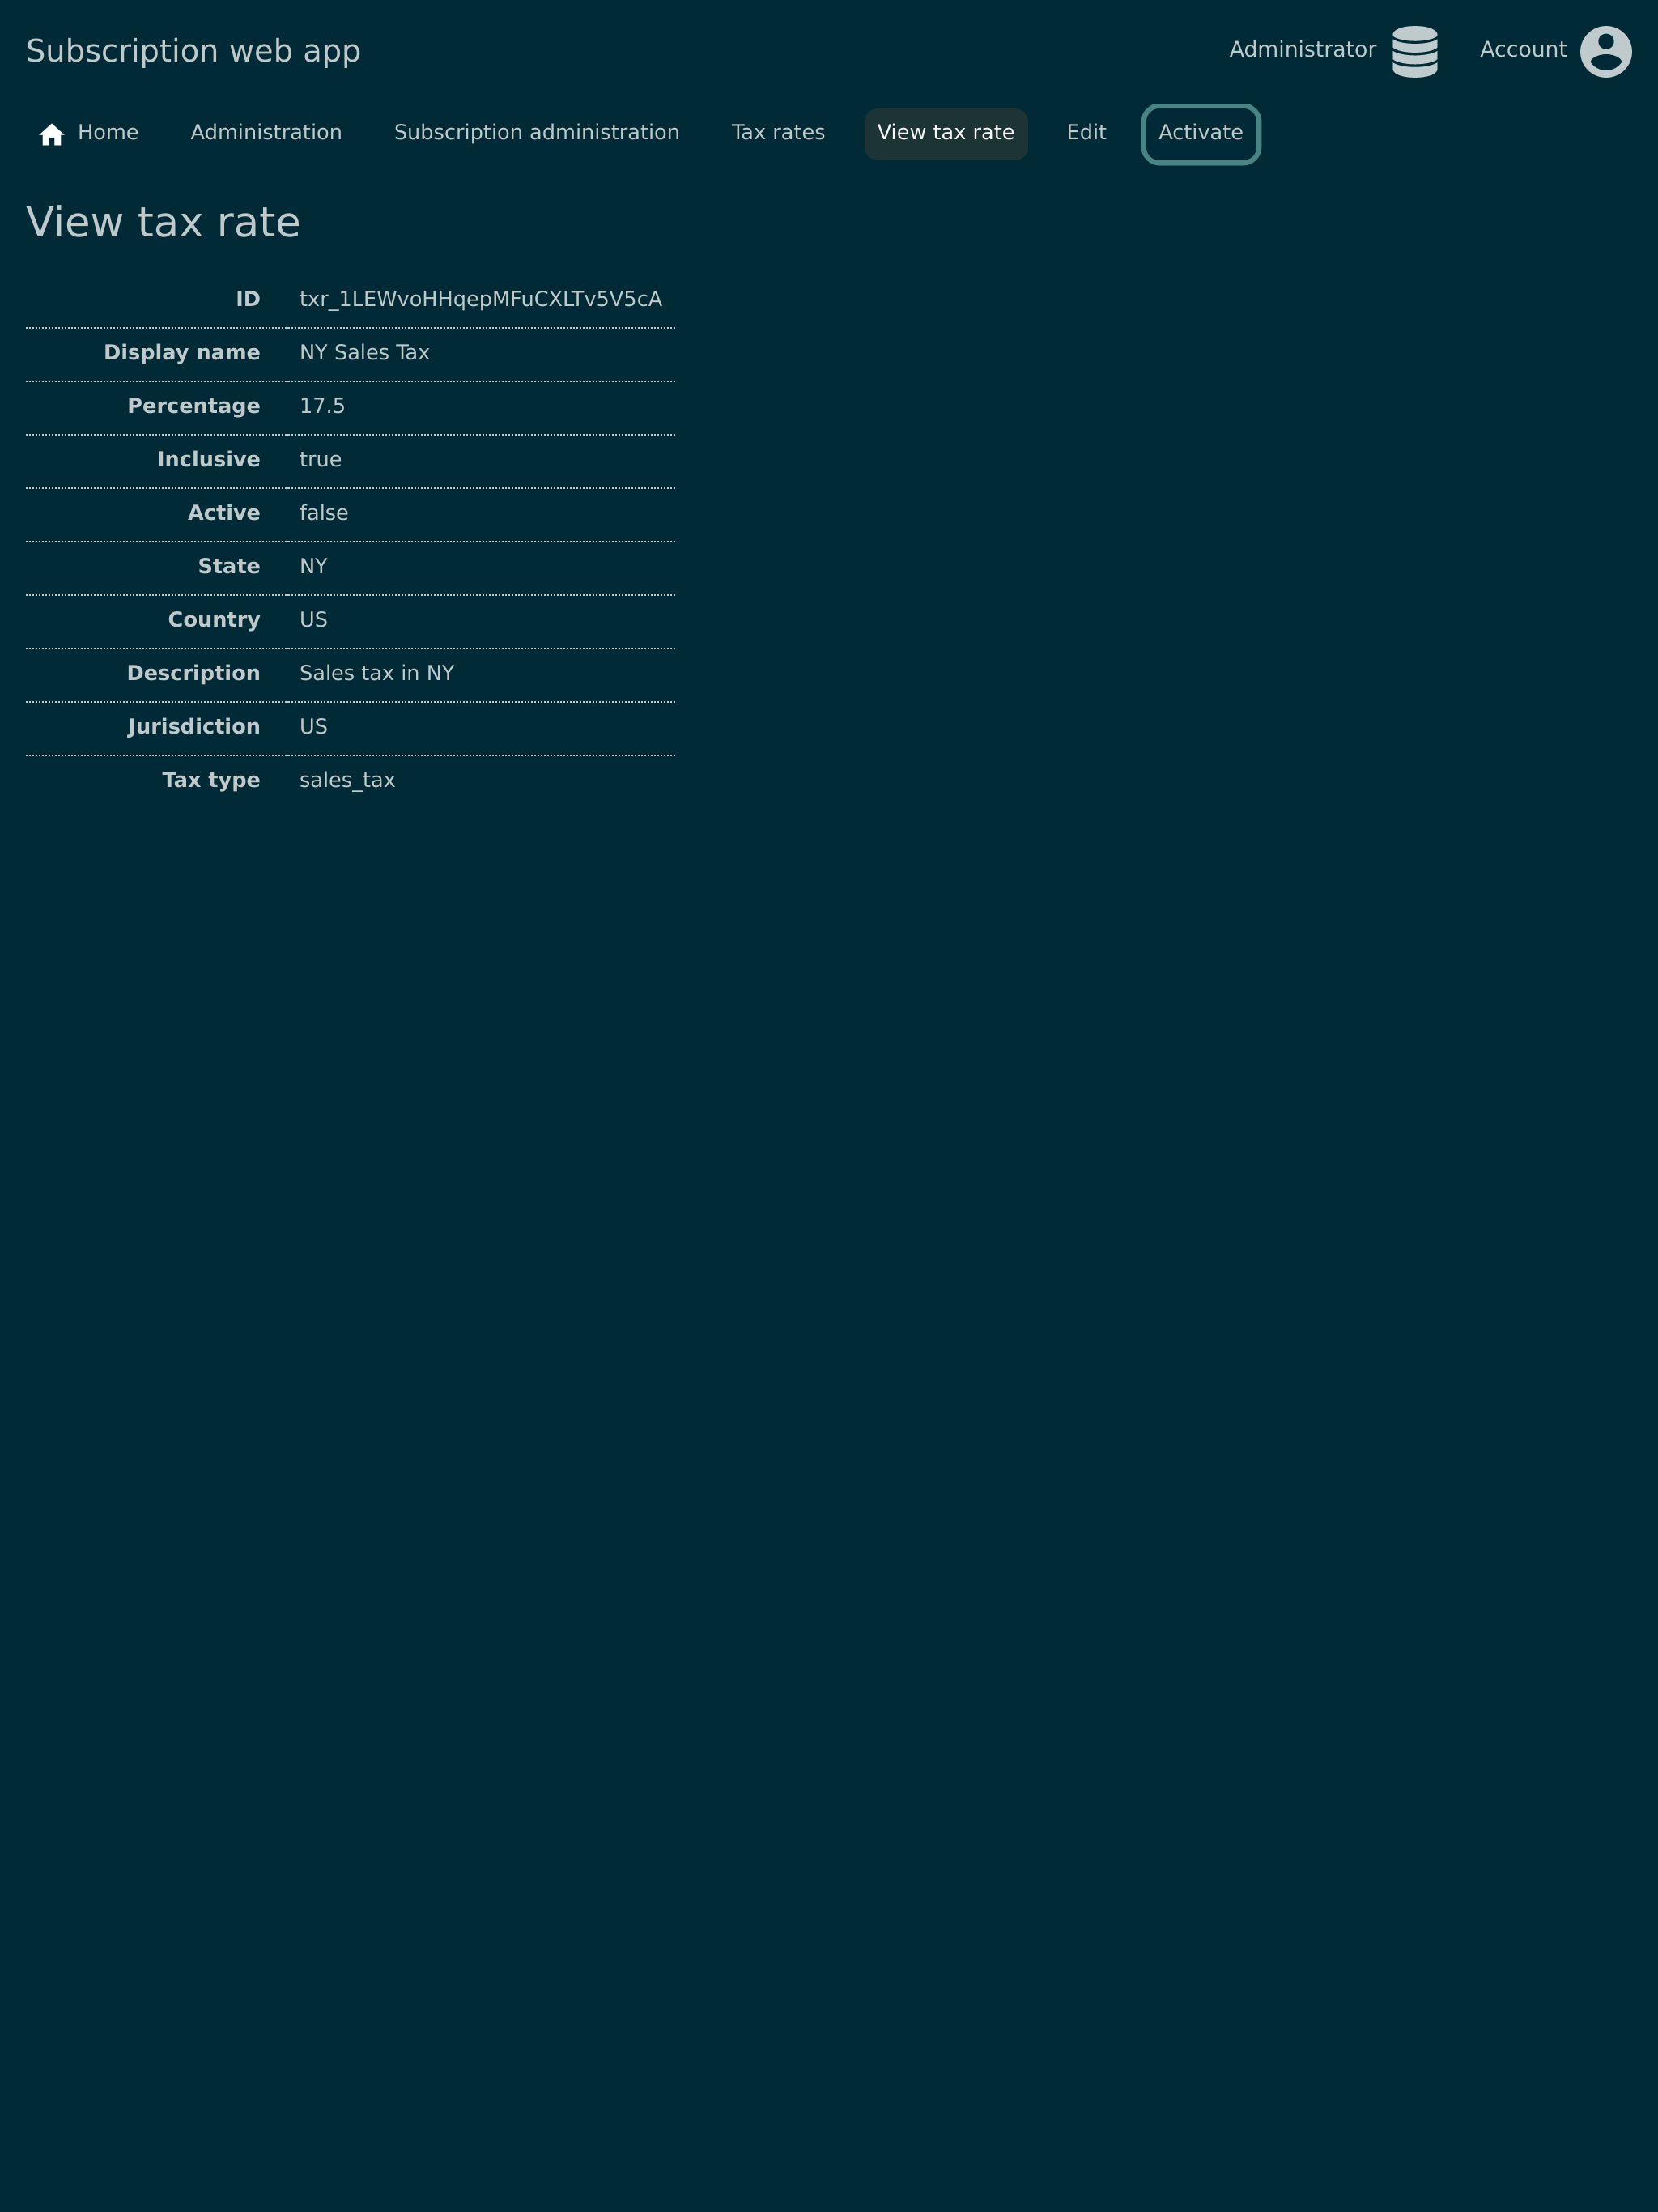 Subscription web app
Administrator Account
Home Administration Subscription administration Tax rates View tax rate Edit Activate
View tax rate
ID txr_1LEWvoHHqepMFuCXLTv5V5cA
Display name NY Sales Tax
Percentage 17.5
Inclusive true
Active false
State NY
Country US
Description Sales tax in NY
Jurisdiction US
Tax type sales_tax